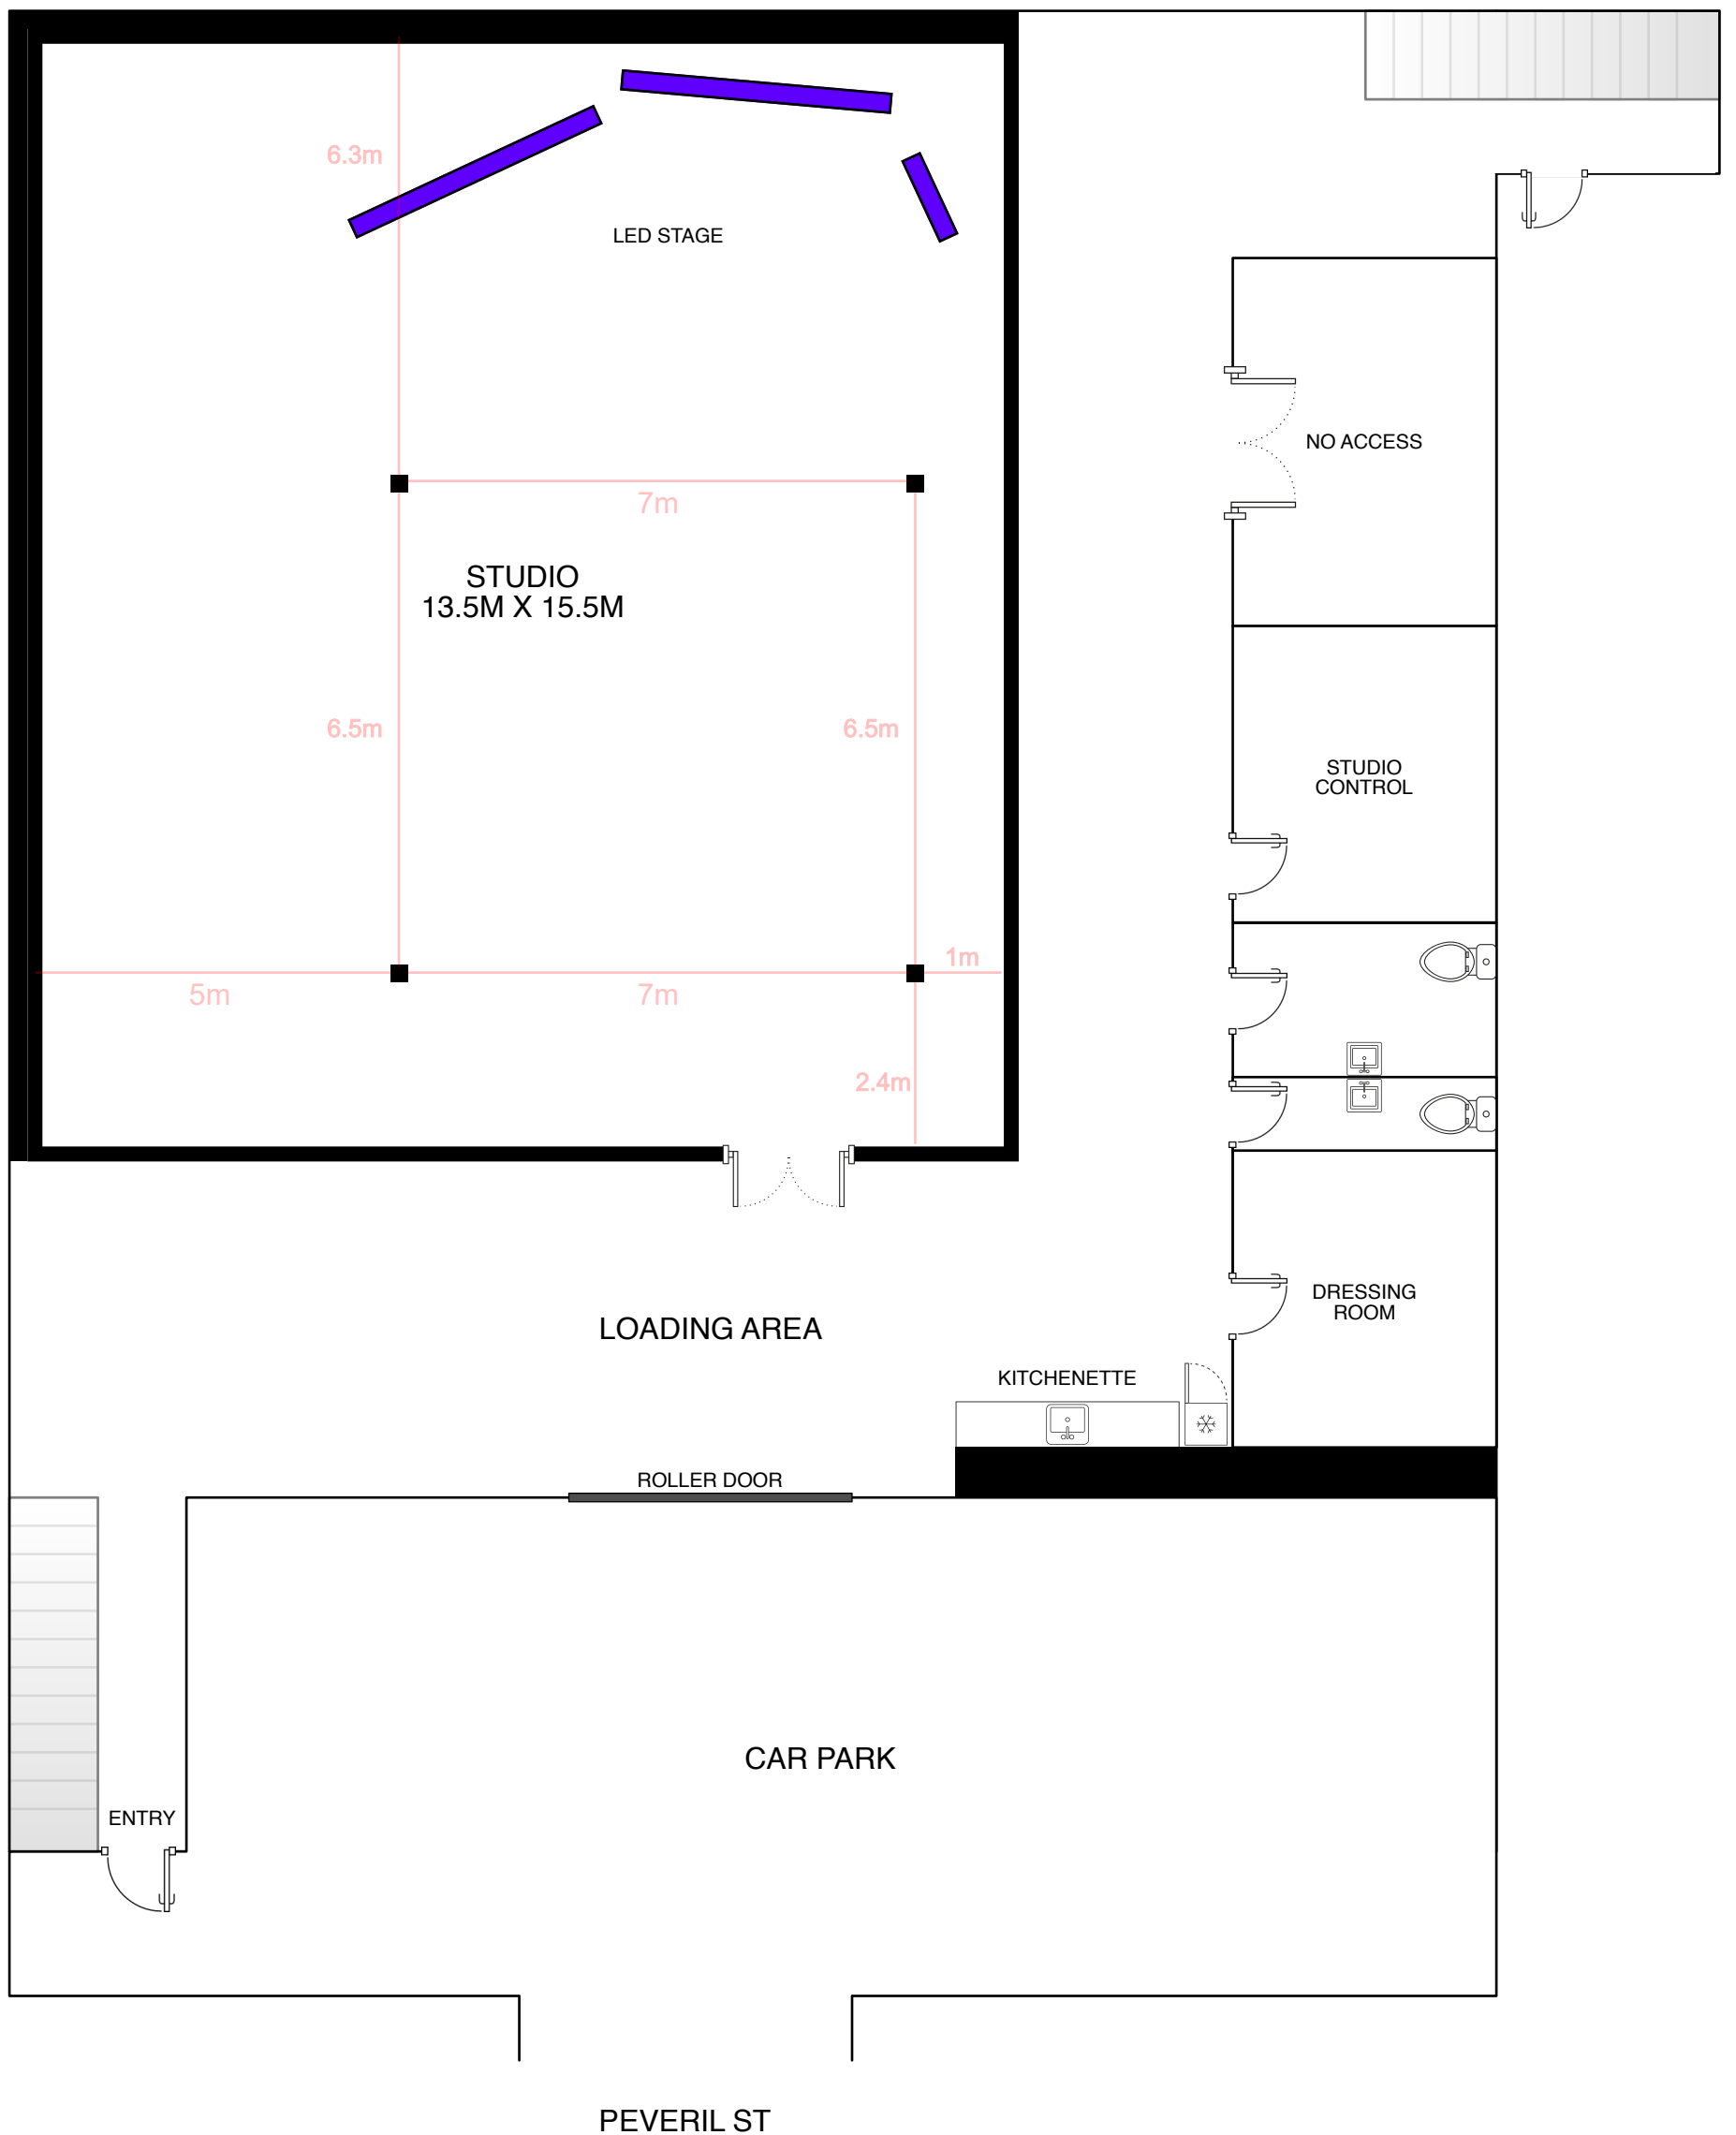 6.3m
LED STAGE
NO ACCESS
7m
STUDIO
13.5M X 15.5M
6.5m
6.5m
STUDIO
CONTROL
1m
5m
7m
2.4m
DRESSING
ROOM
LOADING AREA
KITCHENETTE
ROLLER DOOR
CAR PARK
ENTRY
PEVERIL ST